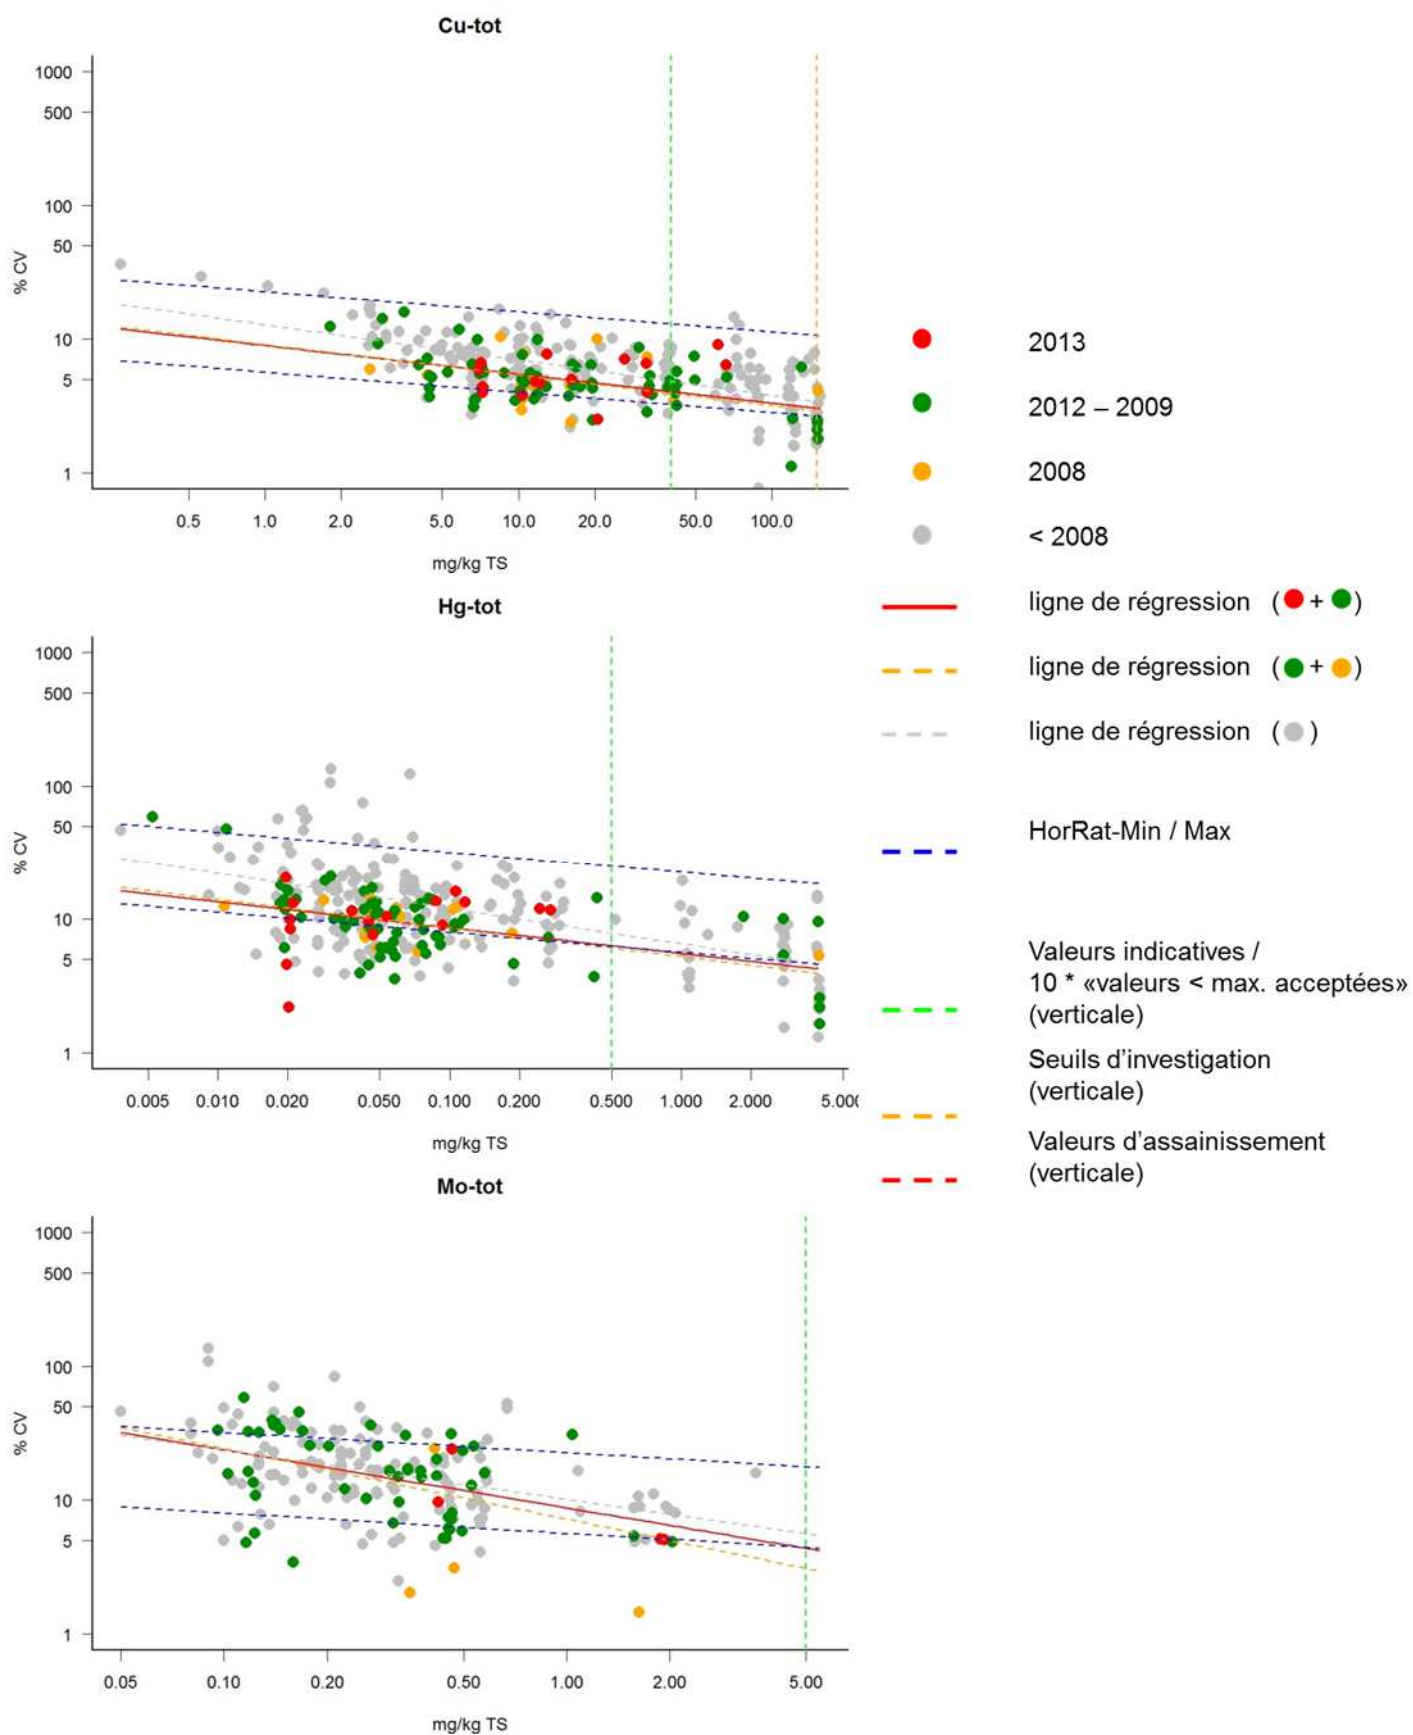 Cu-tot
1000
500
100
50
10
5
1
% CV
0.5 1.0 2.0 5.0 10.0 20.0 50.0 100.0
mg/kg TS
Hg-tot
1000
500
100
50
10
5
1
% CV
0.005 0.010 0.020 0.050 0.100 0.200 0.500 1.000 2.000 5.000
mg/kg TS
Mo-tot
1000
500
100
50
10
5
1
% CV
0.05 0.10 0.20 0.50 1.00 2.00 5.00
mg/kg TS
2013
2012 – 2009
2008
< 2008
ligne de régression ( + )
ligne de régression ( + )
ligne de régression ( )
HorRat-Min / Max
Valeurs indicatives /
10 * «valeurs < max. acceptées»
(verticale)
Seuils d’investigation
(verticale)
Valeurs d’assainissement
(verticale)